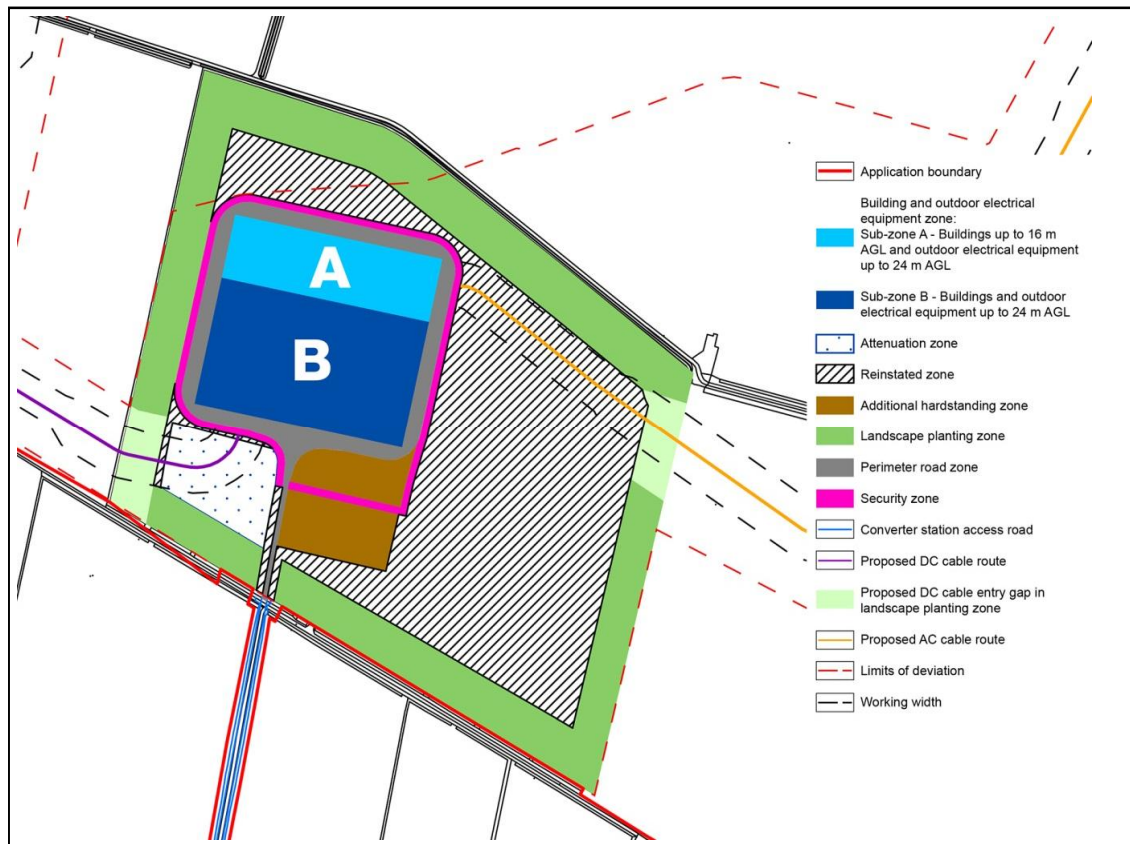 A
B
Application boundary
Building and outdoor electrical
equipment zone:
Sub-zone A - Buildings up to 16 m
AGL and outdoor electrical equipment
up to 24 m AGL
Sub-zone B - Buildings and outdoor
electrical equipment up to 24 m AGL
Attenuation zone
Reinstated zone
Additional hardstanding zone
Landscape planting zone
Perimeter road zone
Security zone
Converter station access road
Proposed DC cable route
Proposed DC cable entry gap in
landscape planting zone
Proposed AC cable route
Limits of deviation
Working width